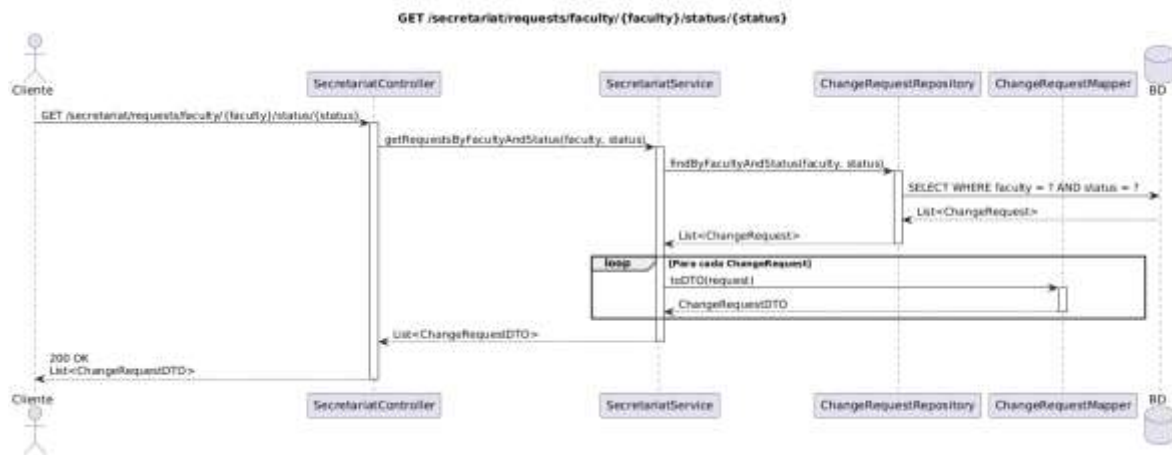 GET /secretariat/requests/faculty/{faculty}/status/{status}
Cliente
SecretariatController
SecretariatService
ChangeRequestRepository
ChangeRequestMapper
BD
GET /secretariat/requests/faculty/{faculty}/status/{status}
getRequestsByFacultyAndStatus(faculty, status)
findByFacultyAndStatus(faculty, status)
SELECT WHERE faculty = ? AND status = ?
List<ChangeRequest>
List<ChangeRequest>
loop
[Para cada ChangeRequest]
toDTO(request)
ChangeRequestDTO
List<ChangeRequestDTO>
200 OK
List<ChangeRequestDTO>
Cliente
SecretariatController
SecretariatService
ChangeRequestRepository
ChangeRequestMapper
BD